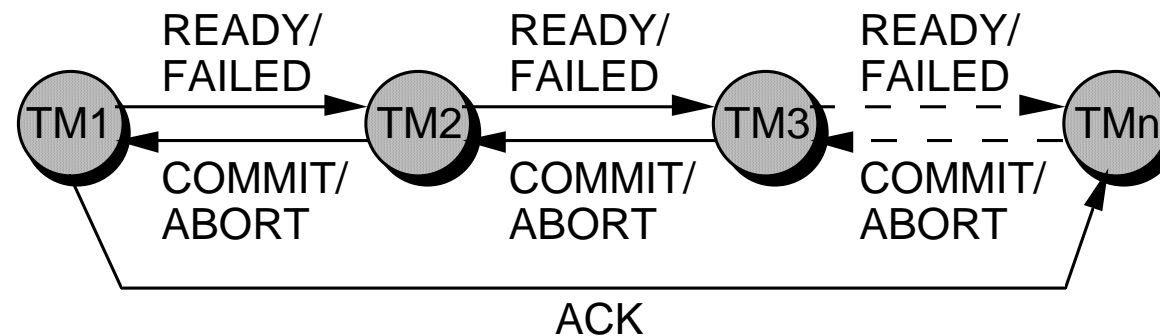 READY/
FAILED
READY/
FAILED
READY/
FAILED
TM1
TM2
TM3
TMn
COMMIT/
ABORT
COMMIT/
ABORT
COMMIT/
ABORT
ACK